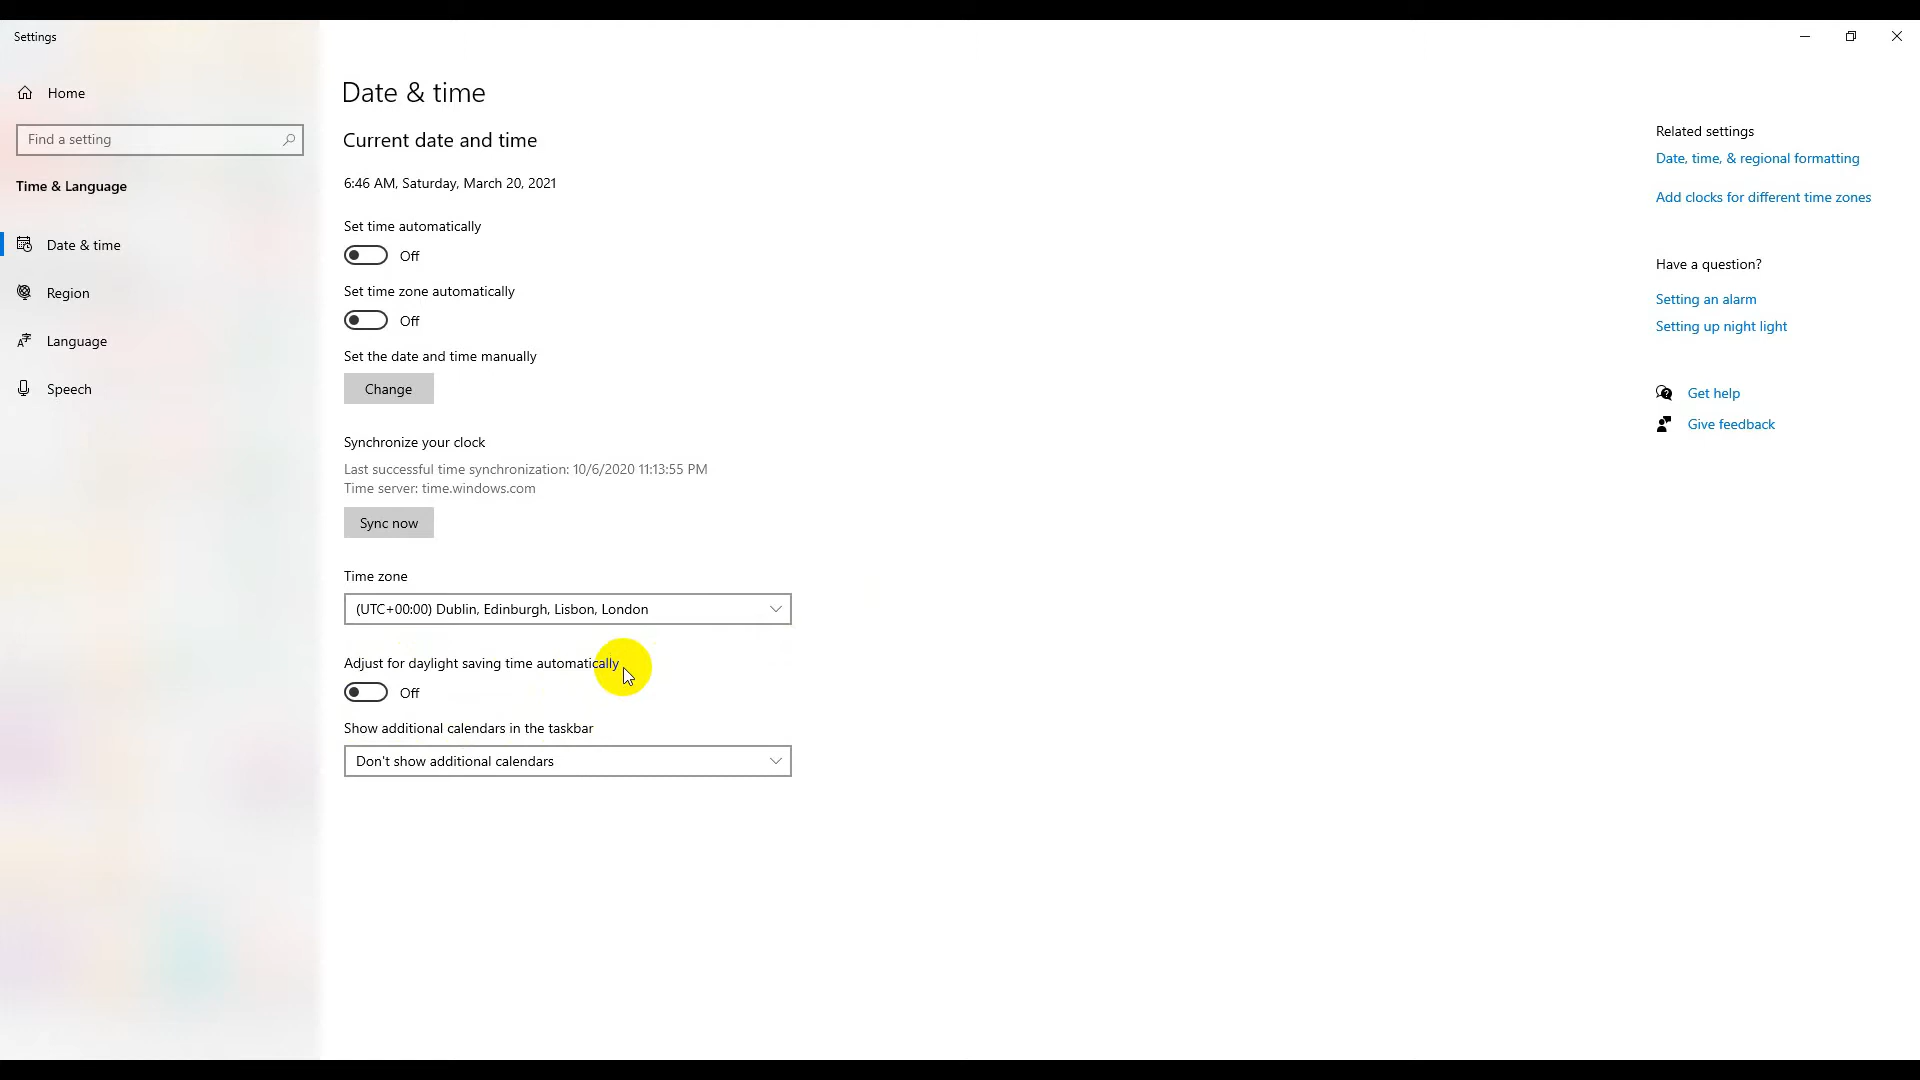 Settings
Home
Find a setting
Time & Language
Date & time
Region
Language
Speech
Date & time
Current date and time
6:46 AM, Saturday, March 20, 2021
Set time automatically
Off
Set time zone automatically
Off
Set the date and time manually
Change
Synchronize your clock
Last successful time synchronization: 10/6/2020 11:13:55 PM
Time server: time.windows.com
Sync now
Time zone
(UTC+00:00) Dublin, Edinburgh, Lisbon, London
Adjust for daylight saving time automatically
Off
Show additional calendars in the taskbar
Don't show additional calendars
Related settings
Date, time, & regional formatting
Add clocks for different time zones
Have a question?
Setting an alarm
Setting up night light
Get help
Give feedback